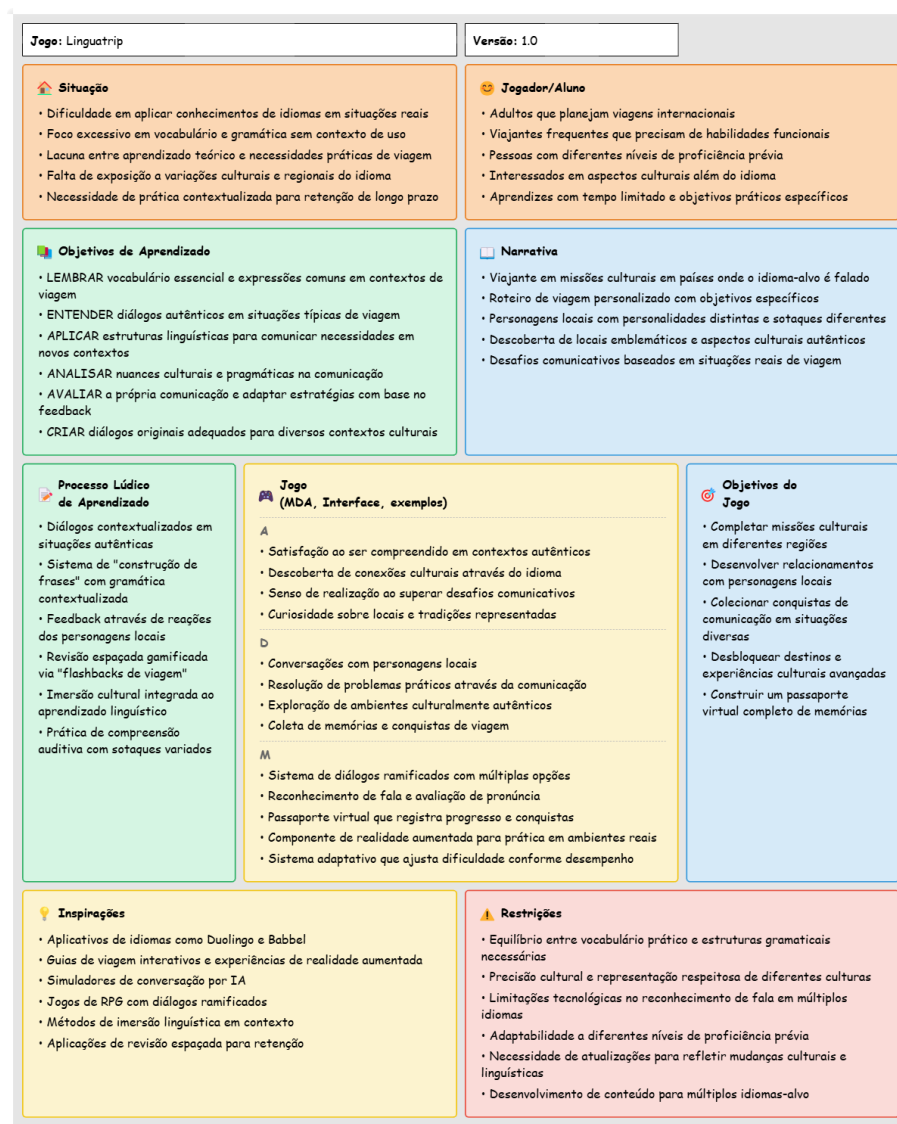 Jogo: Linguatrip
Versão: 1.0
Situação
• Dificuldade em aplicar conhecimentos de idiomas em situações reais
• Foco excessivo em vocabulário e gramática sem contexto de uso
• Lacuna entre aprendizado teórico e necessidades práticas de viagem
• Falta de exposição a variações culturais e regionais do idioma
• Necessidade de prática contextualizada para retenção de longo prazo
Jogador/Aluno
• Adultos que planejam viagens internacionais
• Viajantes frequentes que precisam de habilidades funcionais
• Pessoas com diferentes níveis de proficiência prévia
• Interessados em aspectos culturais além do idioma
• Aprendizes com tempo limitado e objetivos práticos específicos
Objetivos de Aprendizado
• LEMBRAR vocabulário essencial e expressões comuns em contextos de
viagem
• ENTENDER diálogos autênticos em situações típicas de viagem
• APLICAR estruturas linguísticas para comunicar necessidades em
novos contextos
• ANALISAR nuances culturais e pragmáticas na comunicação
• AVALIAR a própria comunicação e adaptar estratégias com base no
feedback
• CRIAR diálogos originais adequados para diversos contextos culturais
Narrativa
• Viajante em missões culturais em países onde o idioma-alvo é falado
• Roteiro de viagem personalizado com objetivos específicos
• Personagens locais com personalidades distintas e sotaques diferentes
• Descoberta de locais emblemáticos e aspectos culturais autênticos
• Desafios comunicativos baseados em situações reais de viagem
Processo Lúdico
de Aprendizado
• Diálogos contextualizados em
situações autênticas
• Sistema de "construção de
frases" com gramática
contextualizada
• Feedback através de reações
dos personagens locais
• Revisão espaçada gamificada
via "flashbacks de viagem"
• Imersão cultural integrada ao
aprendizado linguístico
• Prática de compreensão
auditiva com sotaques variados
Jogo
(MDA, Interface, exemplos)
A
• Satisfação ao ser compreendido em contextos autênticos
• Descoberta de conexões culturais através do idioma
• Senso de realização ao superar desafios comunicativos
• Curiosidade sobre locais e tradições representadas
D
• Conversações com personagens locais
• Resolução de problemas práticos através da comunicação
• Exploração de ambientes culturalmente autênticos
• Coleta de memórias e conquistas de viagem
M
• Sistema de diálogos ramificados com múltiplas opções
• Reconhecimento de fala e avaliação de pronúncia
• Passaporte virtual que registra progresso e conquistas
• Componente de realidade aumentada para prática em ambientes reais
• Sistema adaptativo que ajusta dificuldade conforme desempenho
Objetivos do
Jogo
• Completar missões culturais
em diferentes regiões
• Desenvolver relacionamentos
com personagens locais
• Colecionar conquistas de
comunicação em situações
diversas
• Desbloquear destinos e
experiências culturais avançadas
• Construir um passaporte
virtual completo de memórias
Inspirações
• Aplicativos de idiomas como Duolingo e Babbel
• Guias de viagem interativos e experiências de realidade aumentada
• Simuladores de conversação por IA
• Jogos de RPG com diálogos ramificados
• Métodos de imersão linguística em contexto
• Aplicações de revisão espaçada para retenção
Restrições
• Equilíbrio entre vocabulário prático e estruturas gramaticais
necessárias
• Precisão cultural e representação respeitosa de diferentes culturas
• Limitações tecnológicas no reconhecimento de fala em múltiplos
idiomas
• Adaptabilidade a diferentes níveis de proficiência prévia
• Necessidade de atualizações para refletir mudanças culturais e
linguísticas
• Desenvolvimento de conteúdo para múltiplos idiomas-alvo